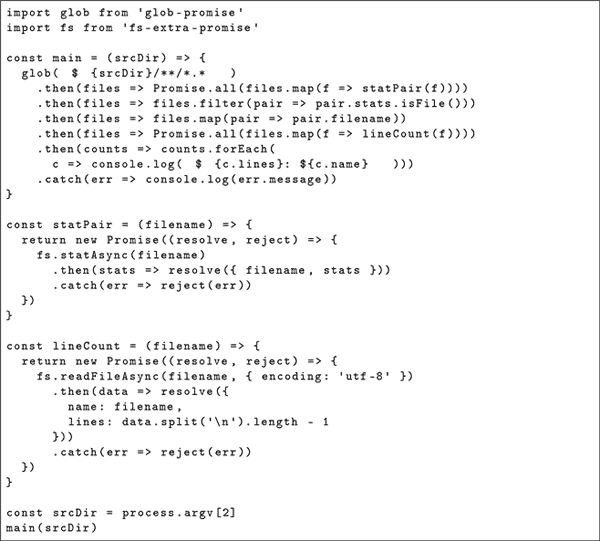 import glob from 'glob-promise'
import fs from 'fs-extra-promise'

const main = (srcDir) => {
  glob( $ {srcDir}/**/*.* )
    .then(files => Promise.all(files.map(f => statPair(f))))
    .then(files => files.filter(pair => pair.stats.isFile()))
    .then(files => files.map(pair => pair.filename))
    .then(files => Promise.all(files.map(f => lineCount(f))))
    .then(counts => counts.forEach(
      c => console.log( $ {c.lines}: ${c.name} )))
    .catch(err => console.log(err.message))
}

const statPair = (filename) => {
  return new Promise((resolve, reject) => {
    fs.statAsync(filename)
      .then(stats => resolve({ filename, stats }))
      .catch(err => reject(err))
  })
}

const lineCount = (filename) => {
  return new Promise((resolve, reject) => {
    fs.readFileAsync(filename, { encoding: 'utf-8' })
      .then(data => resolve({
        name: filename,
        lines: data.split('\n').length - 1
      }))
      .catch(err => reject(err))
  })
}

const srcDir = process.argv[2]
main(srcDir)